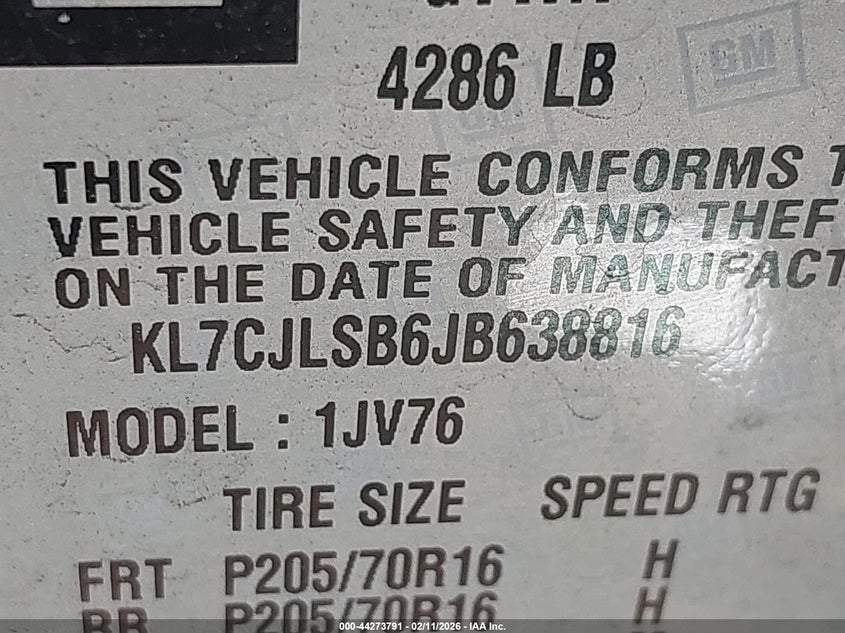 4286 LB
GM
THIS VEHICLE CONFORMS T
VEHICLE SAFETY AND THEF
ON THE DATE OF MANUFACT
KL7CJLSB6JB638816
MODEL : 1JV76
TIRE SIZE SPEED RTG
FRT P205/70R16 H
RR P205/70R16 H
000-44273791 - 02/11/2026 - IAA Inc.